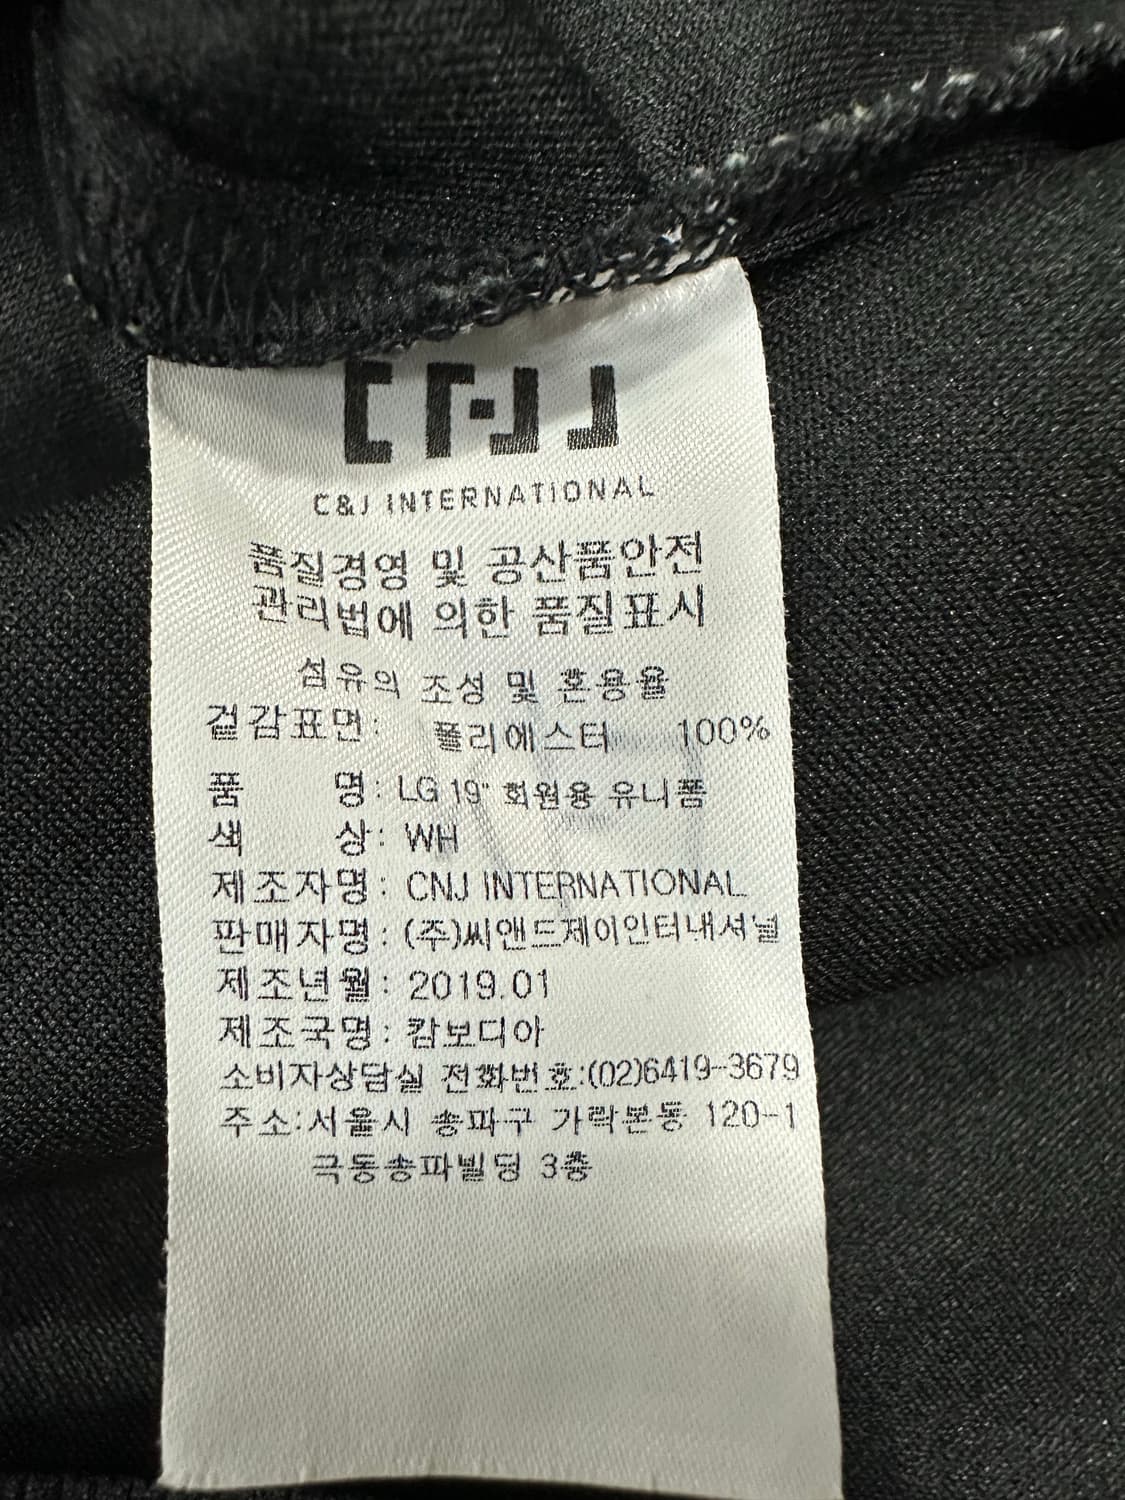 C&J
C&J INTERNATIONAL
품질경영 및 공산품안전
관리법에 의한 품질표시
섬유의 조성 및 혼용율
겉감표면: 폴리에스터 100%
품 명: LG 19" 회원용 유니폼
색 상: WH
제조자명: CNJ INTERNATIONAL
판매자명: (주)씨앤드제이인터내셔널
제조년월: 2019.01
제조국명: 캄보디아
소비자상담실 전화번호:(02)6419-3679
주소:서울시 송파구 가락본동 120-1
극동송파빌딩 3층